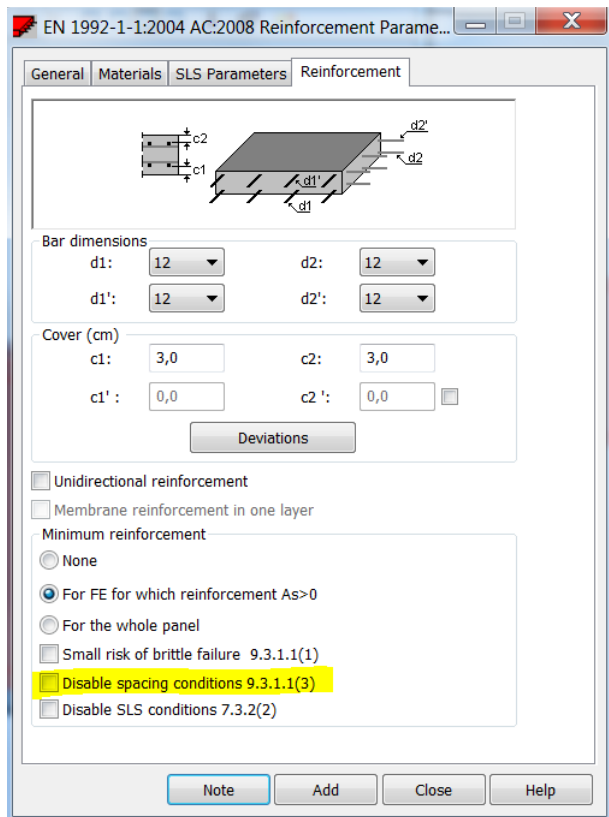 EN 1992-1-1:2004 AC:2008 Reinforcement Parame...
General Materials SLS Parameters Reinforcement
c2
c1
d2'
d2
d1'
d1
Bar dimensions
d1: 12 d2: 12
d1': 12 d2': 12
Cover (cm)
c1: 3,0 c2: 3,0
c1' : 0,0 c2 ': 0,0
Deviations
Unidirectional reinforcement
Membrane reinforcement in one layer
Minimum reinforcement
None
For FE for which reinforcement As>0
For the whole panel
Small risk of brittle failure 9.3.1.1(1)
Disable spacing conditions 9.3.1.1(3)
Disable SLS conditions 7.3.2(2)
Note Add Close Help